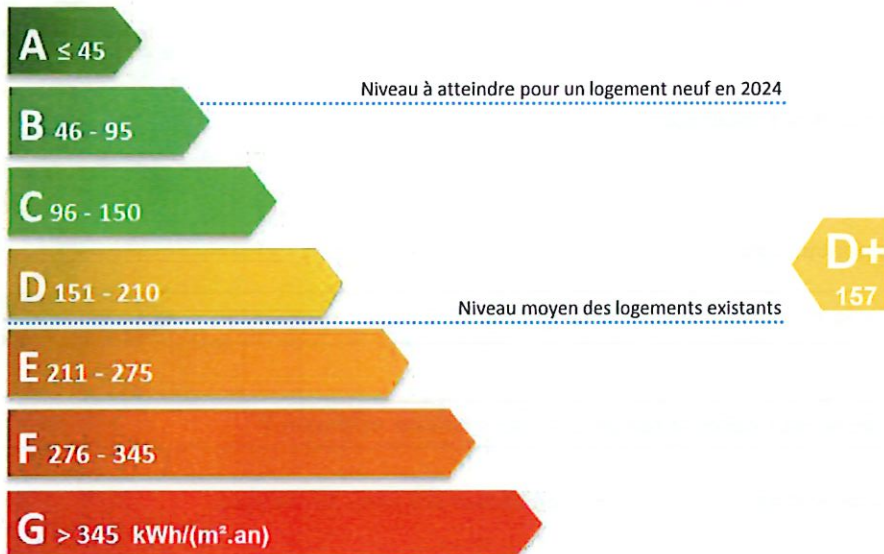 A ≤ 45
Niveau à atteindre pour un logement neuf en 2024
B 46 - 95
C 96 - 150
D 151 - 210
D+
157
Niveau moyen des logements existants
E 211 - 275
F 276 - 345
G > 345 kWh/(m².an)